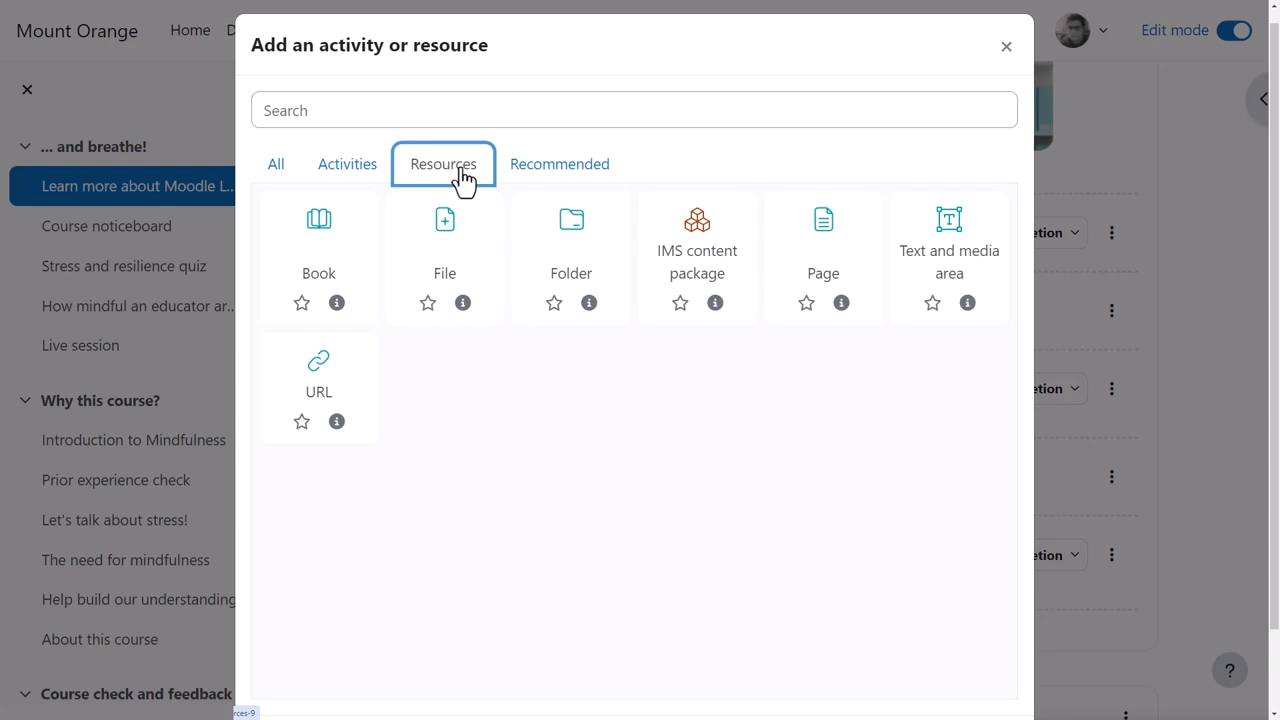 Mount Orange
Home
Edit mode
Add an activity or resource
Search
All
Activities
Resources
Recommended
Book
File
Folder
IMS content
package
Page
Text and media
area
URL
... and breathe!
Learn more about Moodle L...
Course noticeboard
Stress and resilience quiz
How mindful an educator ar...
Live session
Why this course?
Introduction to Mindfulness
Prior experience check
Let's talk about stress!
The need for mindfulness
Help build our understanding
About this course
Course check and feedback
?